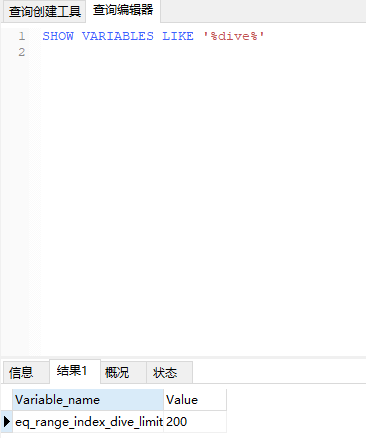 查询创建工具 查询编辑器
1 SHOW VARIABLES LIKE '%dive%'
2
信息 结果1 概况 状态
Variable_name Value
eq_range_index_dive_limit 200